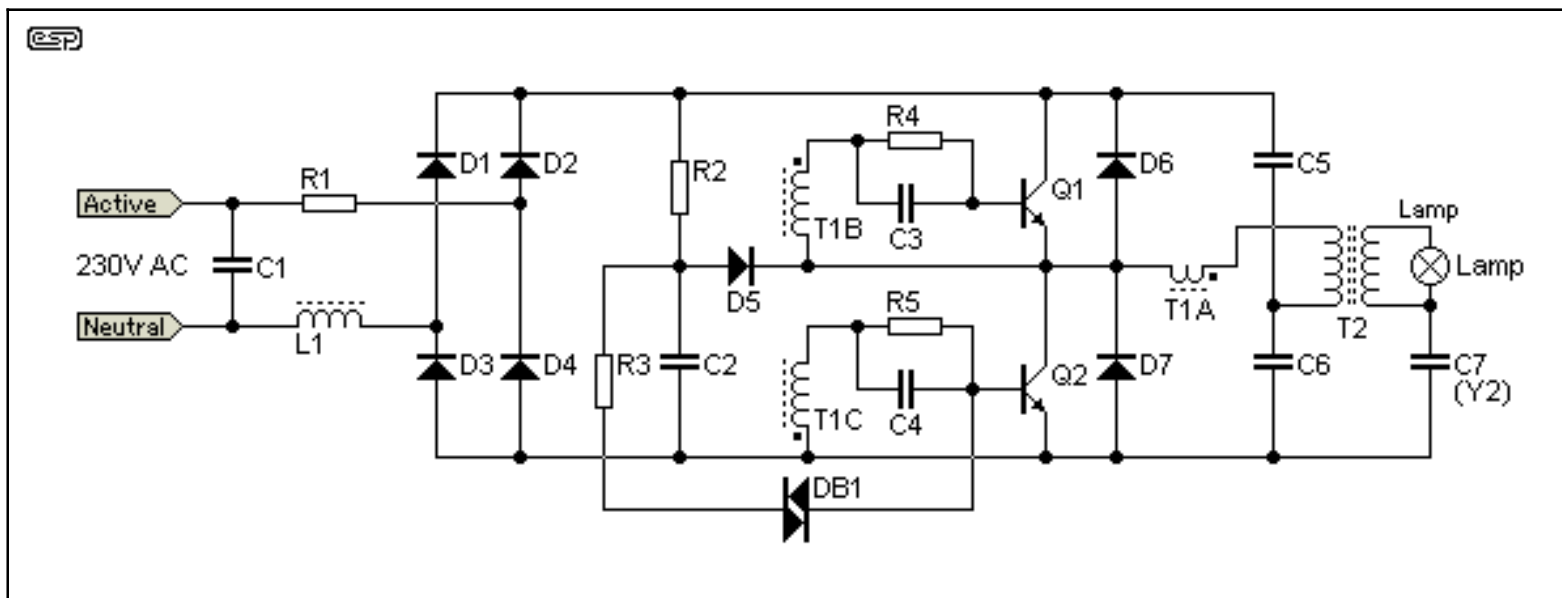 esp
R4
D1
D2
R2
Q1
D6
C5
R1
Active
Lamp
T1B
C3
230V AC
C1
D5
R5
T1A
Lamp
T2
Neutral
L1
D3
D4
R3
C2
T1C
C4
Q2
D7
C6
C7
(Y2)
DB1